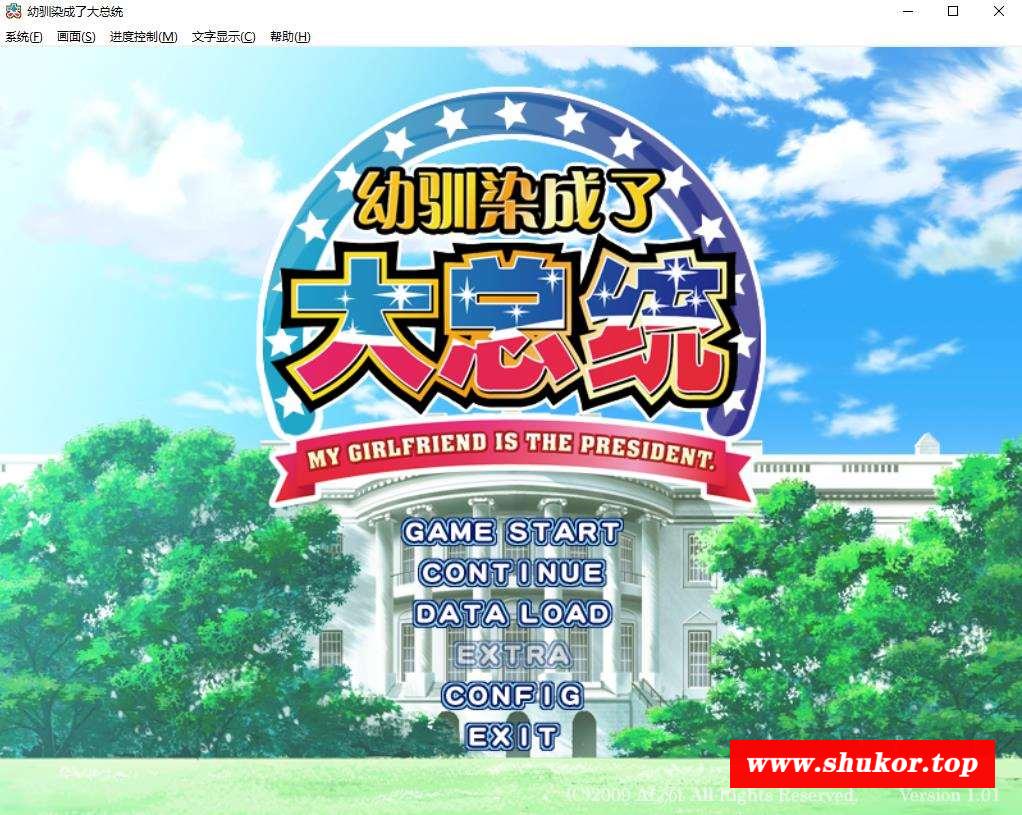 幼驯染成了大总统
系统(F) 画面(S) 进度控制(M) 文字显示(C) 帮助(H)
幼驯染成了
大总统
MY GIRLFRIEND IS THE PRESIDENT.
GAME START
CONTINUE
DATA LOAD
EXTRA
CONFIG
EXIT
www.shukor.top
(C)2009 All Rights Reserved. Version 1.01